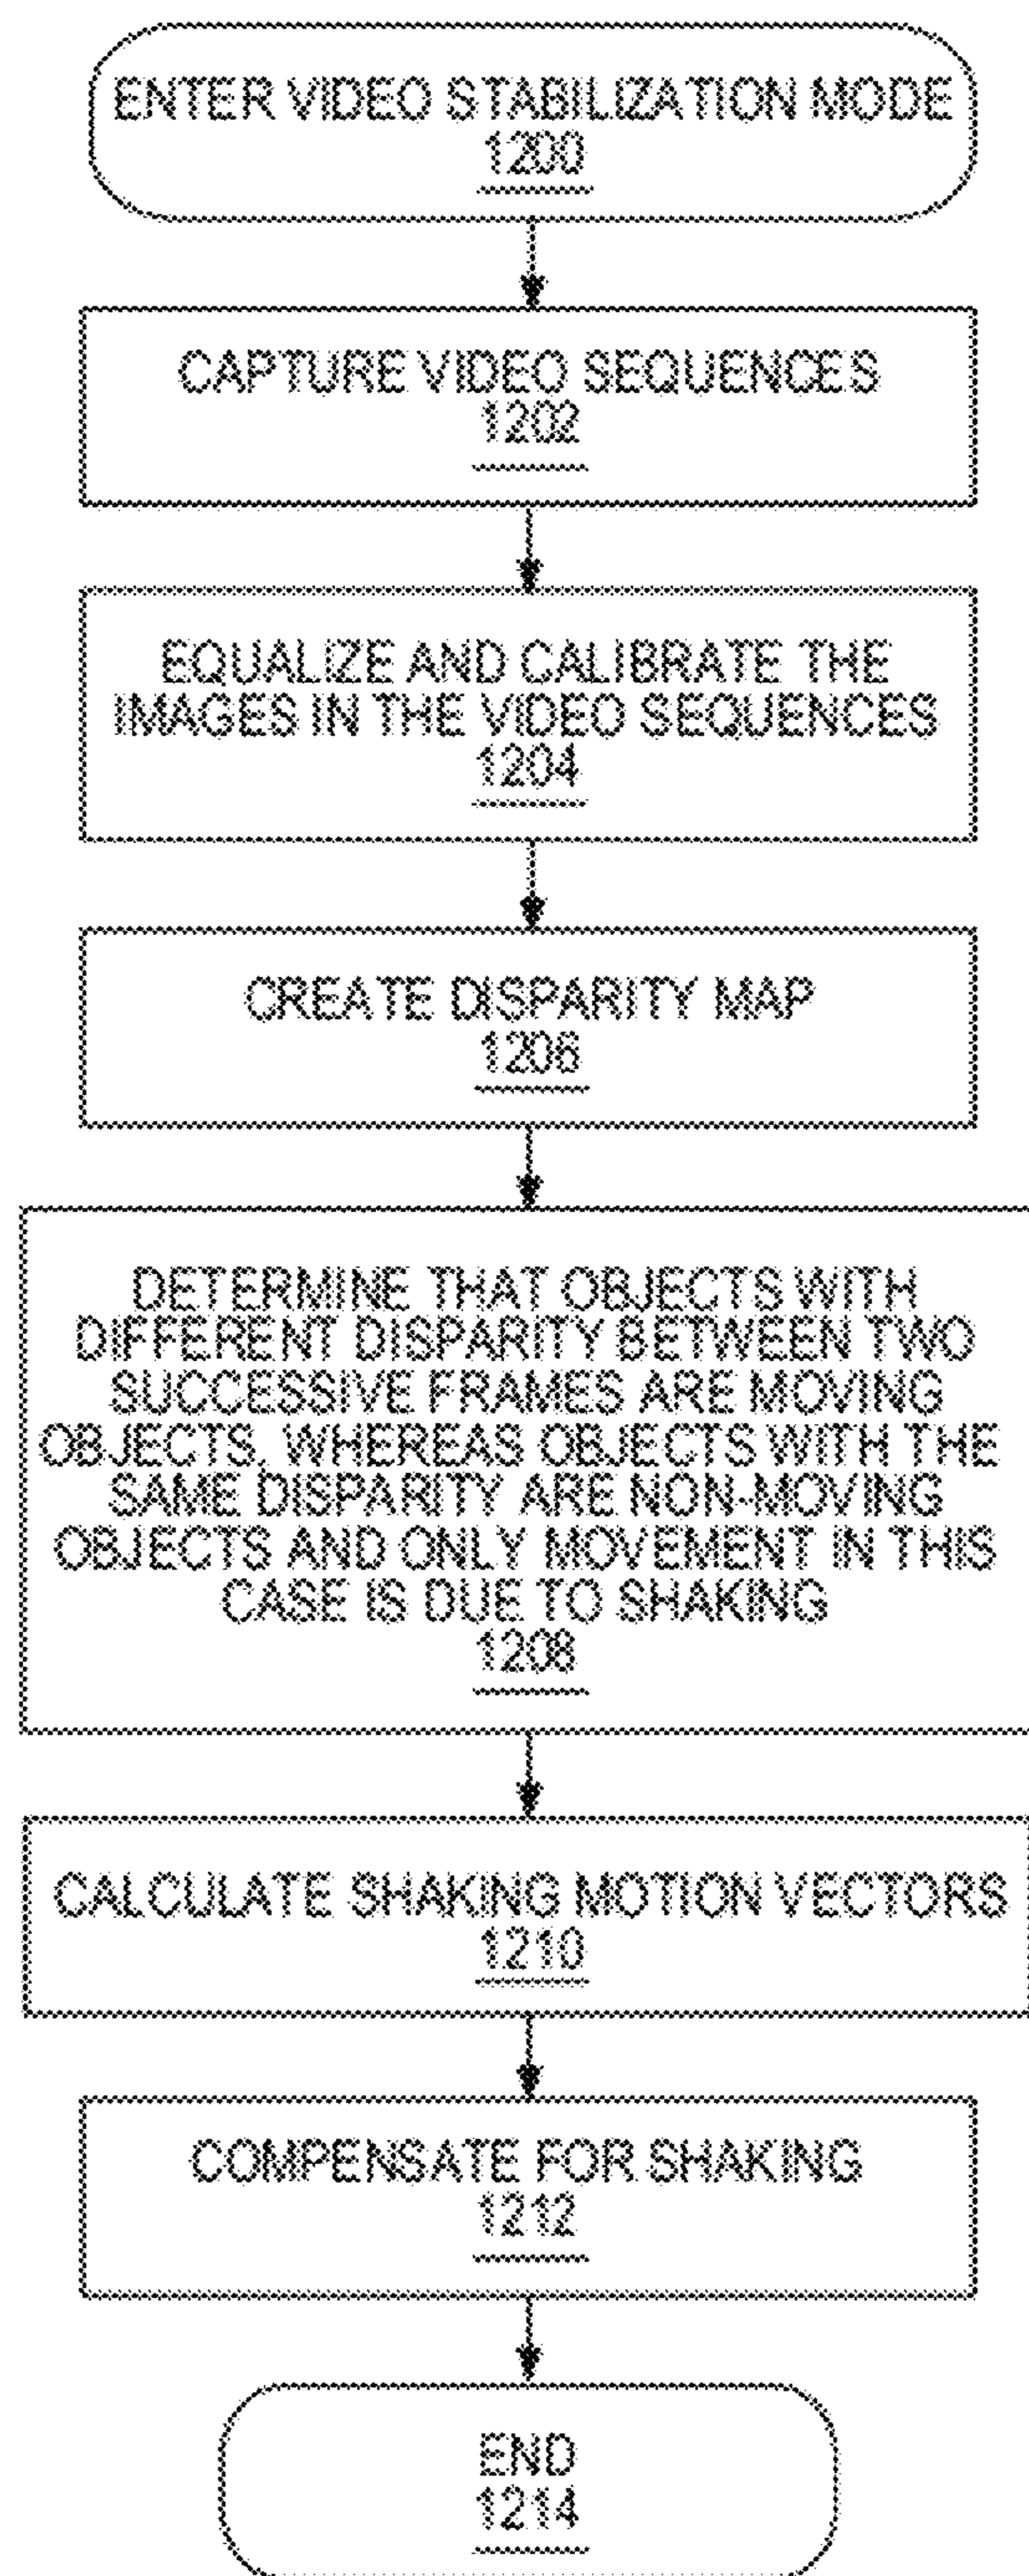 ENTER VIDEO STABILIZATION MODE
1200
CAPTURE VIDEO SEQUENCES
1202
EQUALIZE AND CALIBRATE THE
IMAGES IN THE VIDEO SEQUENCES
1204
CREATE DISPARITY MAP
1206
DETERMINE THAT OBJECTS WITH
DIFFERENT DISPARITY BETWEEN TWO
SUCCESSIVE FRAMES ARE MOVING
OBJECTS, WHEREAS OBJECTS WITH THE
SAME DISPARITY ARE NON-MOVING
OBJECTS AND ONLY MOVEMENT IN THIS
CASE IS DUE TO SHAKING
1208
CALCULATE SHAKING MOTION VECTORS
1210
COMPENSATE FOR SHAKING
1212
END
1214